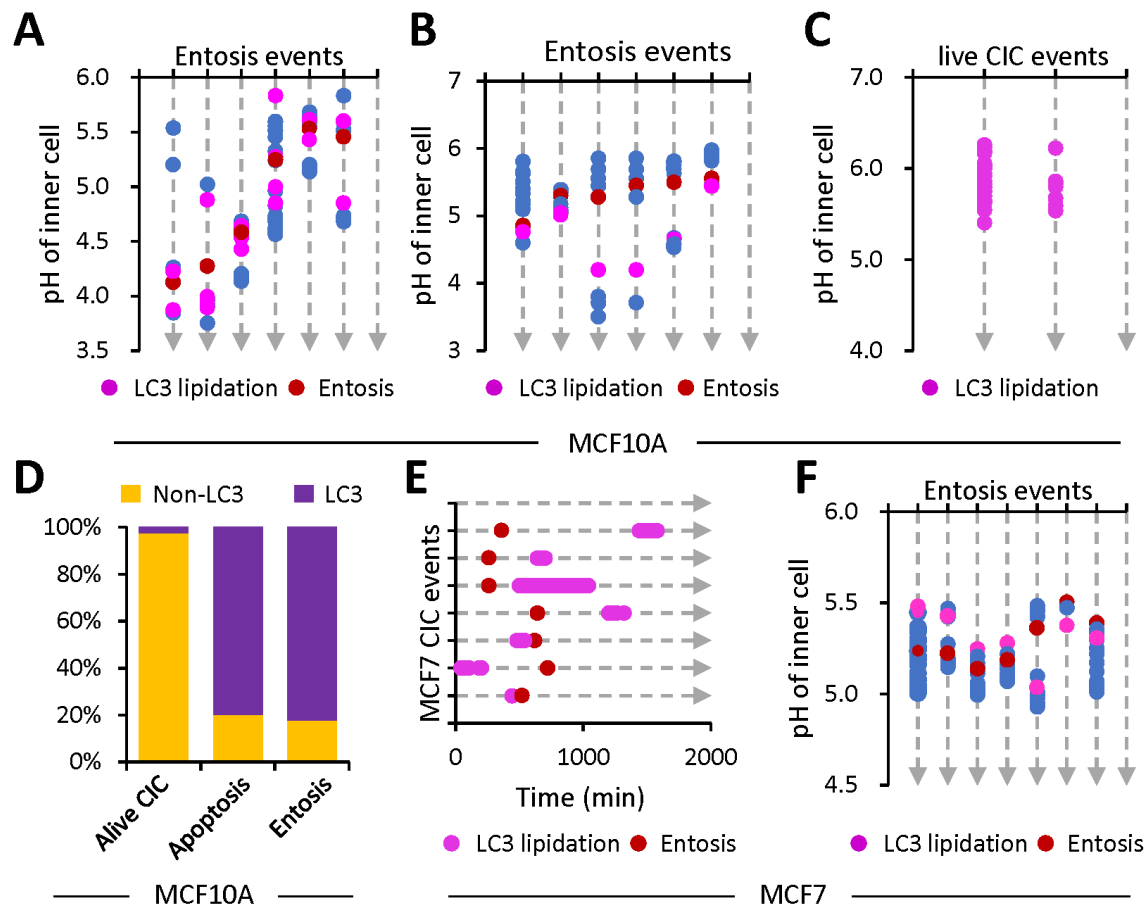 A
Entosis events
6.0
5.5
5.0
4.5
4.0
3.5
pH of inner cell
LC3 lipidation
Entosis
B
Entosis events
7
6
5
4
3
pH of inner cell
LC3 lipidation
Entosis
C
live CIC events
7.0
6.0
5.0
4.0
pH of inner cell
LC3 lipidation
MCF10A
D
Non-LC3
LC3
100%
80%
60%
40%
20%
0%
Alive CIC
Apoptosis
Entosis
MCF10A
E
MCF7 CIC events
0
1000
2000
Time (min)
LC3 lipidation
Entosis
F
Entosis events
6.0
5.5
5.0
4.5
pH of inner cell
LC3 lipidation
Entosis
MCF7